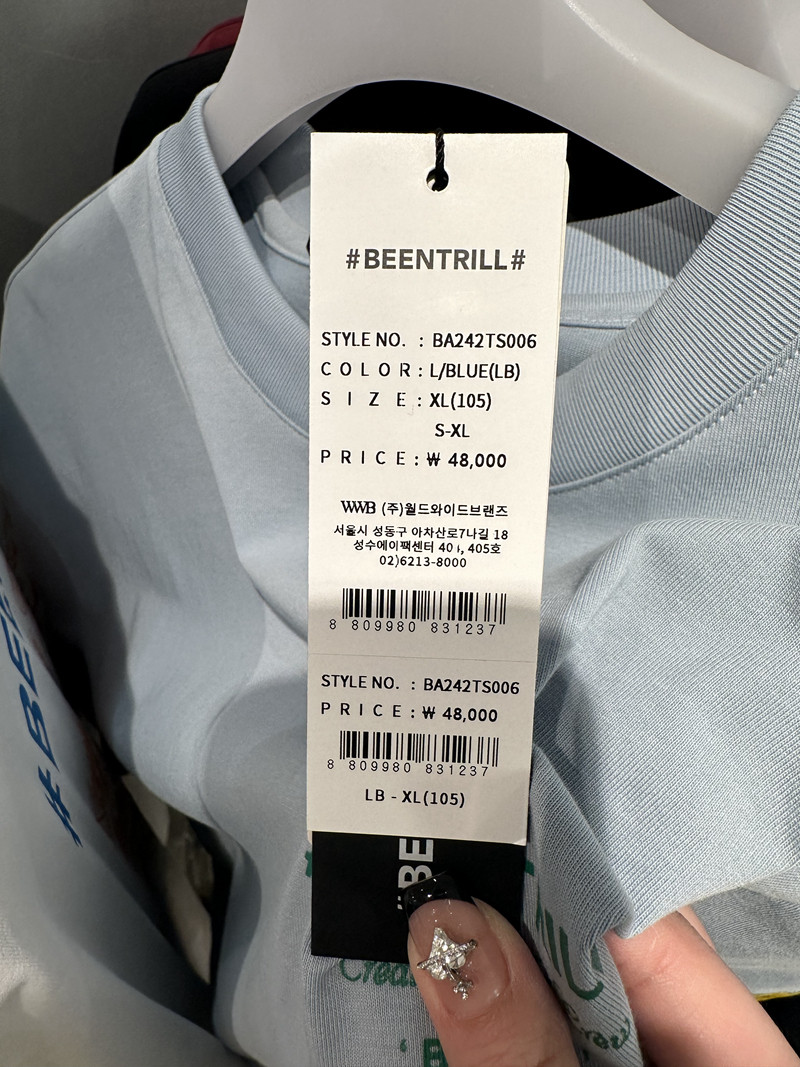 #BEENTRILL#
STYLE NO. : BA242TS006
COLOR : L/BLUE(LB)
SIZE : XL(105)
S-XL
PRICE : ₩ 48,000
WWB (주)월드와이드브랜즈
서울시 성동구 아차산로7나길 18
성수에이팩센터 405호
02)6213-8000
8 809980 831237
STYLE NO. : BA242TS006
PRICE : ₩ 48,000
8 809980 831237
LB - XL(105)